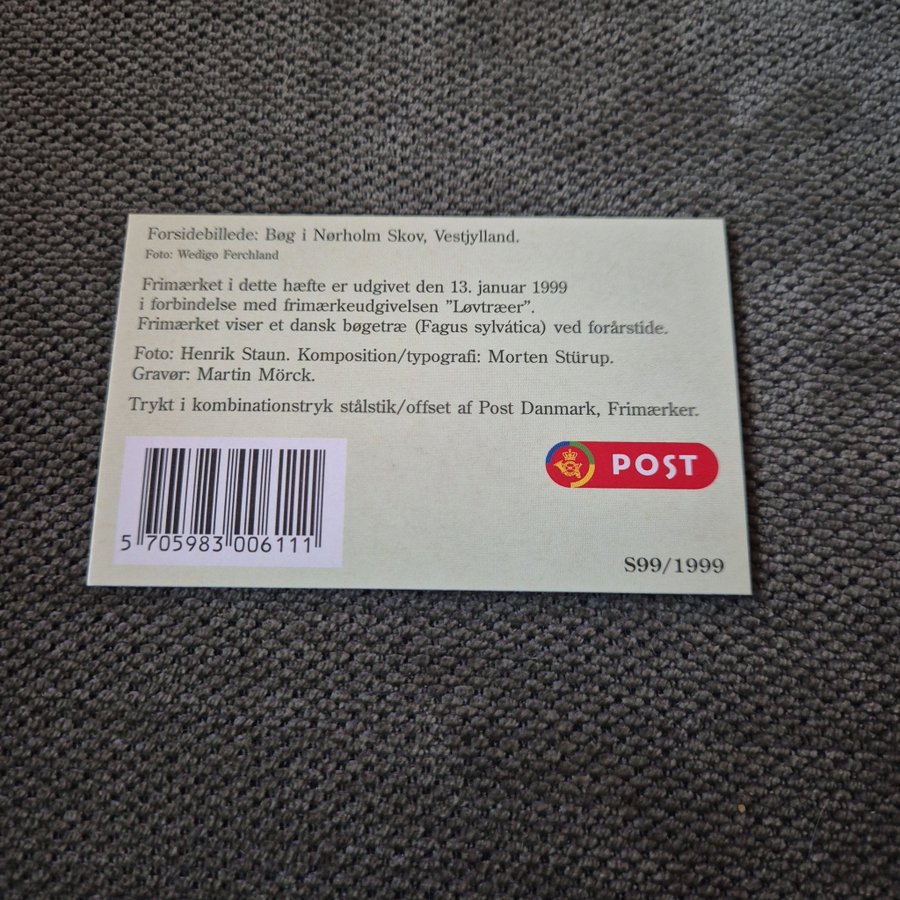 Forsidebillede: Bøg i Nørholm Skov, Vestjylland.
Foto: Wedigo Ferchland
Frimærket i dette hæfte er udgivet den 13. januar 1999
i forbindelse med frimærkeudgivelsen "Løvtræer".
Frimærket viser et dansk bøgetræ (Fagus sylvática) ved forårstide.
Foto: Henrik Staun. Komposition/typografi: Morten Stürup.
Gravør: Martin Mörck.
Trykt i kombinationstryk stålstik/offset af Post Danmark, Frimærker.
POST
5 705983 006111
S99/1999